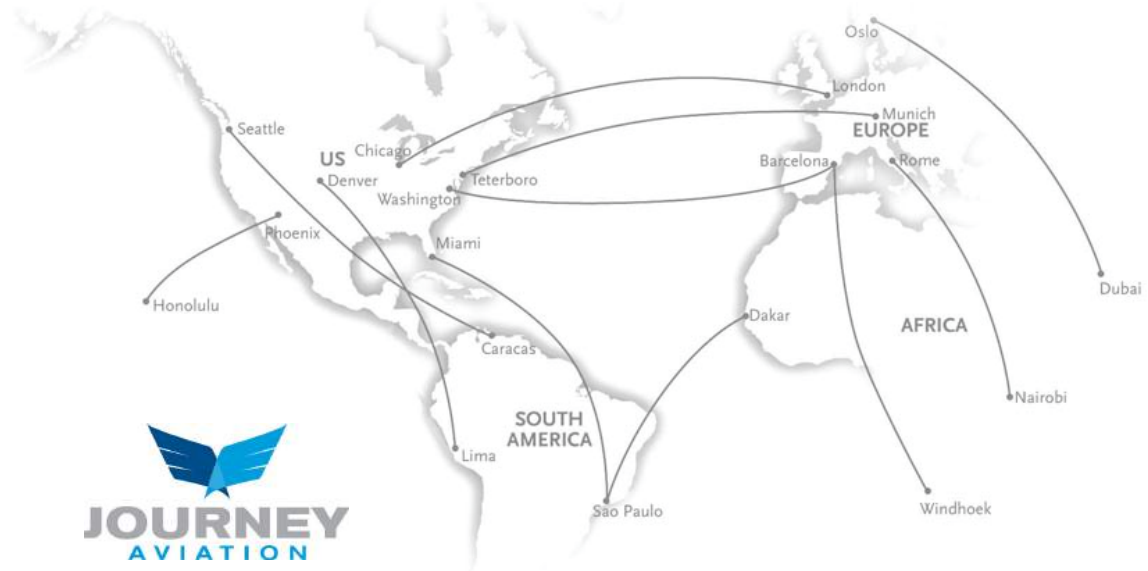 Oslo
London
Seattle
Munich
EUROPE
Chicago
US
Barcelona
Rome
Denver
Teterboro
Washington
Phoenix
Miami
Honolulu
Dubai
Dakar
AFRICA
Caracas
Nairobi
SOUTH
AMERICA
Lima
Sao Paulo
Windhoek
JOURNEY
AVIATION